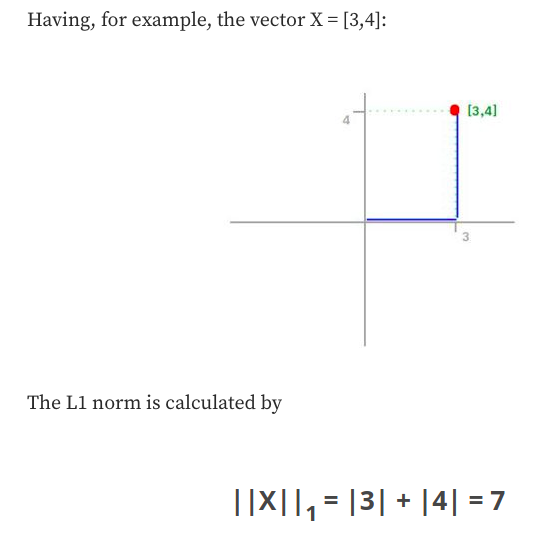 Having, for example, the vector X = [3,4]:
4
[3,4]
3
The L1 norm is calculated by
||X||₁ = |3| + |4| = 7